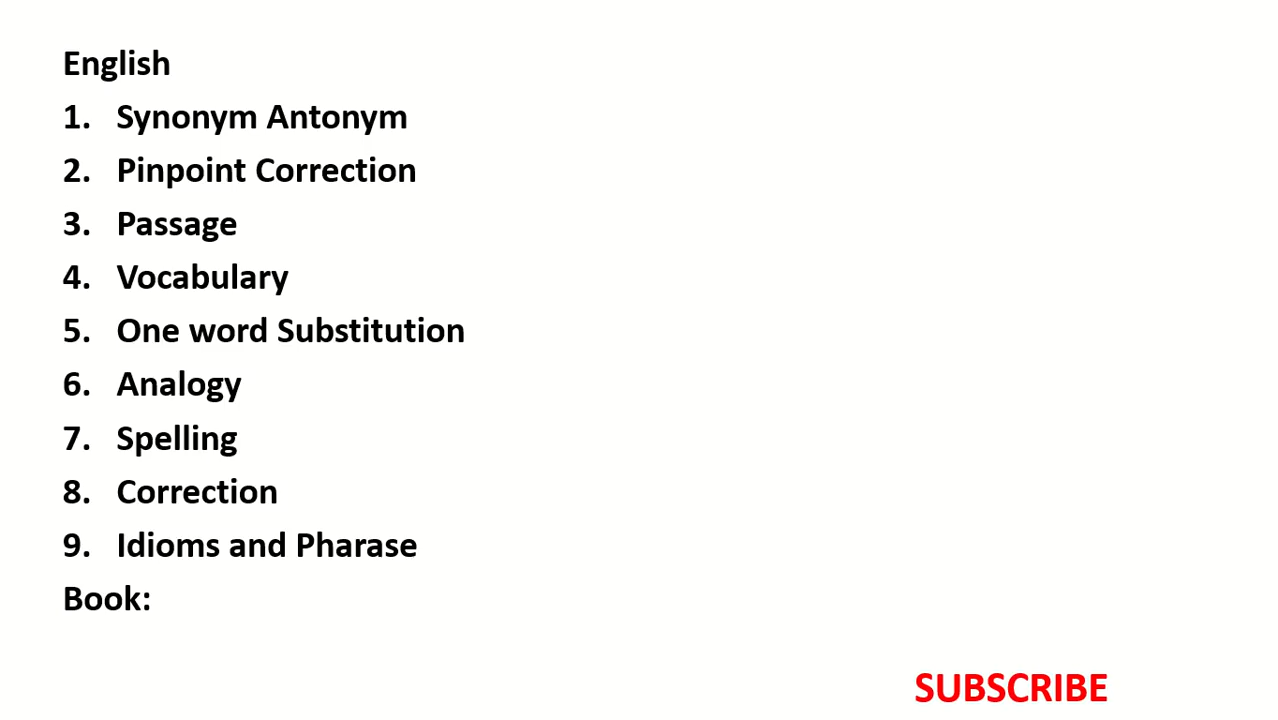 English
1. Synonym Antonym
2. Pinpoint Correction
3. Passage
4. Vocabulary
5. One word Substitution
6. Analogy
7. Spelling
8. Correction
9. Idioms and Pharase
Book:
SUBSCRIBE